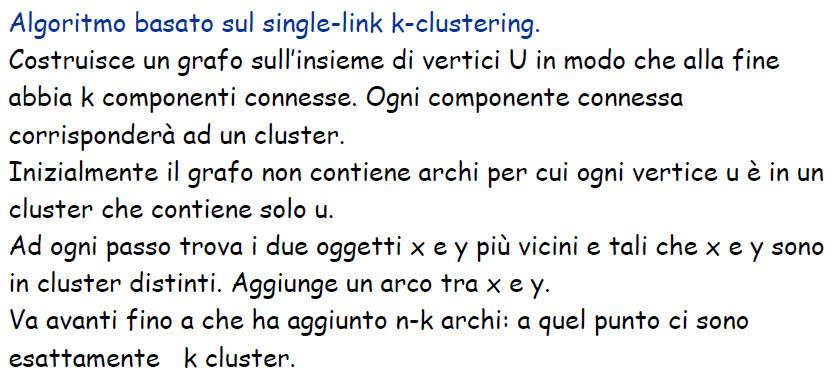 Algoritmo basato sul single-link k-clustering.
Costruisce un grafo sull'insieme di vertici U in modo che alla fine
abbia k componenti connesse. Ogni componente connessa
corrisponderà ad un cluster.
Inizialmente il grafo non contiene archi per cui ogni vertice u è in un
cluster che contiene solo u.
Ad ogni passo trova i due oggetti x e y più vicini e tali che x e y sono
in cluster distinti. Aggiunge un arco tra x e y.
Va avanti fino a che ha aggiunto n-k archi: a quel punto ci sono
esattamente k cluster.